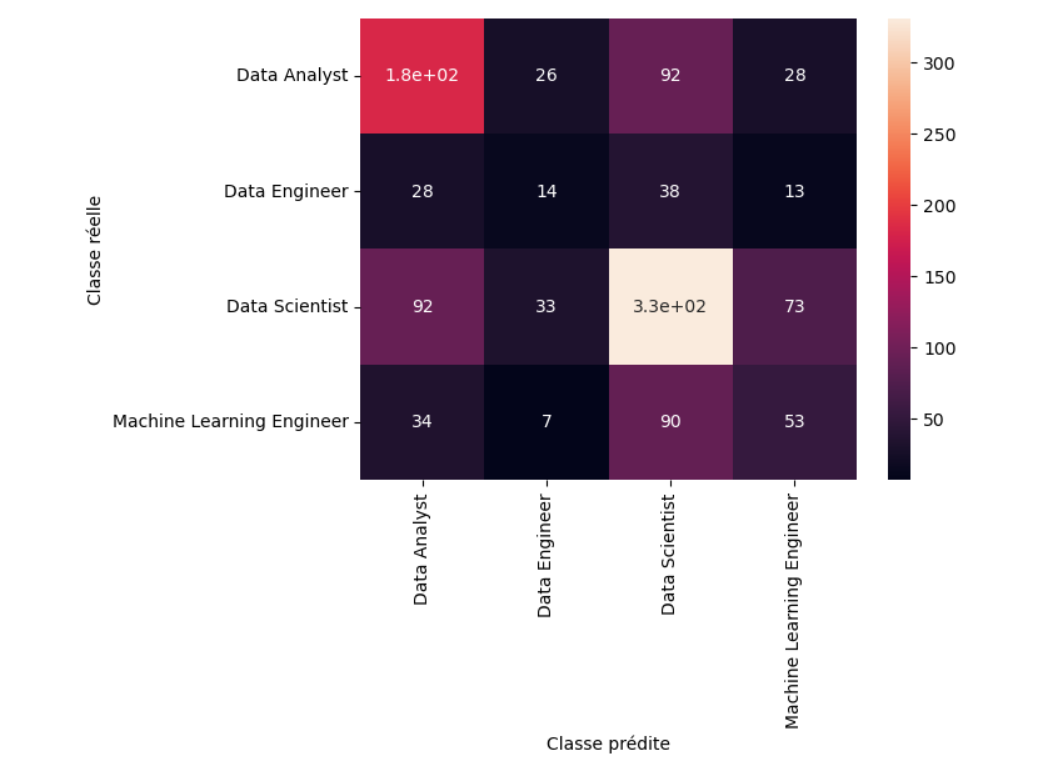 Classe réelle
Data Analyst
1.8e+02 26 92 28
Data Engineer
28 14 38 13
Data Scientist
92 33 3.3e+02 73
Machine Learning Engineer
34 7 90 53
Data Analyst
Data Engineer
Data Scientist
Machine Learning Engineer
Classe prédite
300
250
200
150
100
50